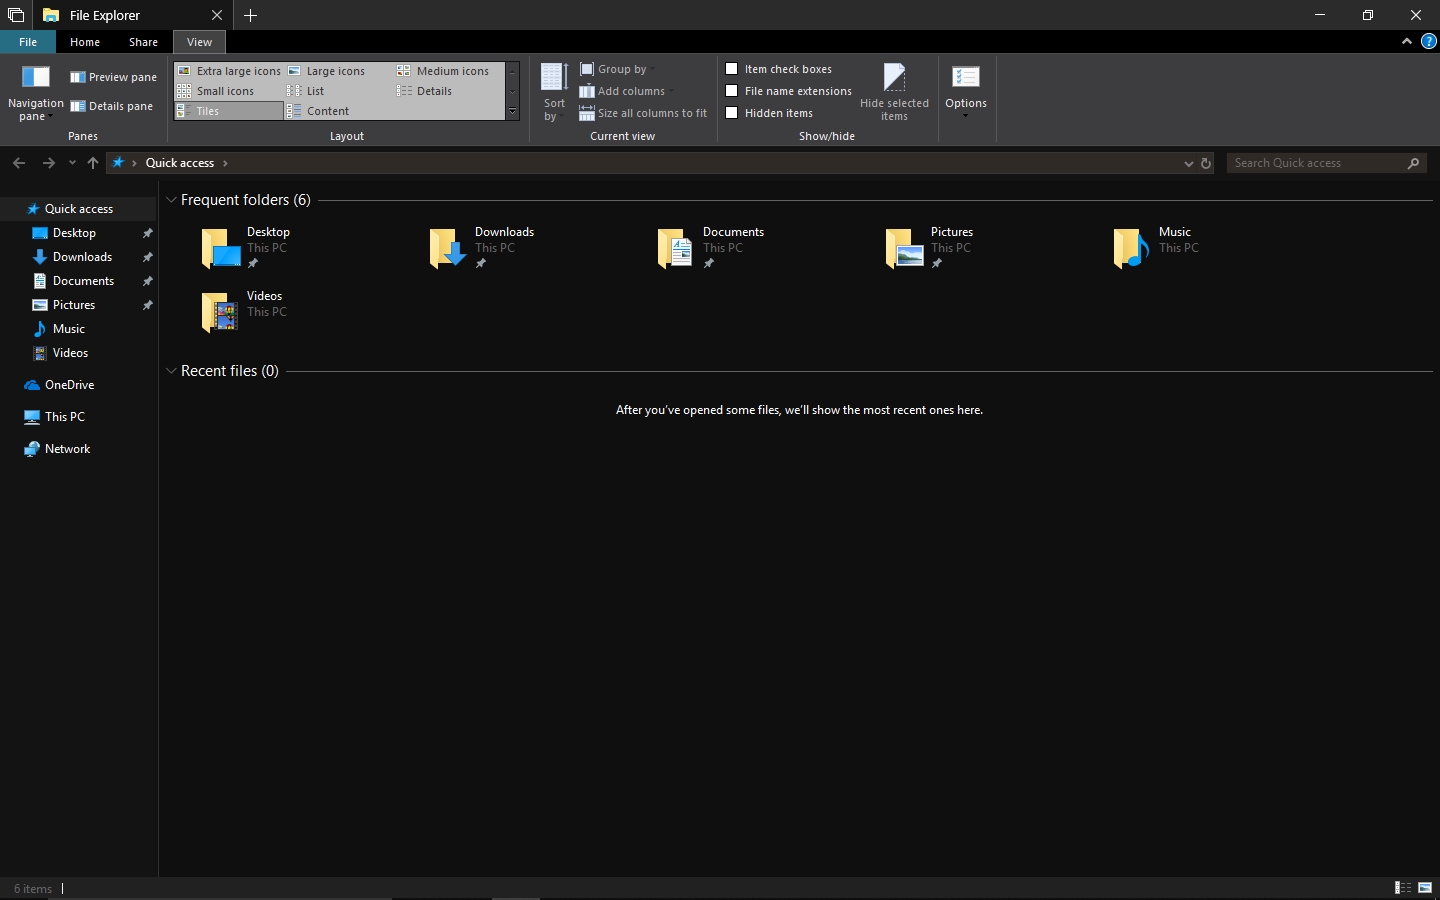 File Explorer
File
Home
Share
View
Navigation
pane
Preview pane
Details pane
Panes
Extra large icons
Large icons
Medium icons
Small icons
List
Details
Tiles
Content
Layout
Sort
by
Group by
Add columns
Size all columns to fit
Current view
Item check boxes
File name extensions
Hidden items
Hide selected
items
Show/hide
Options
Quick access
Search Quick access
Quick access
Desktop
Downloads
Documents
Pictures
Music
Videos
OneDrive
This PC
Network
Frequent folders (6)
Desktop
This PC
Downloads
This PC
Documents
This PC
Pictures
This PC
Music
This PC
Videos
This PC
Recent files (0)
After you've opened some files, we'll show the most recent ones here.
6 items